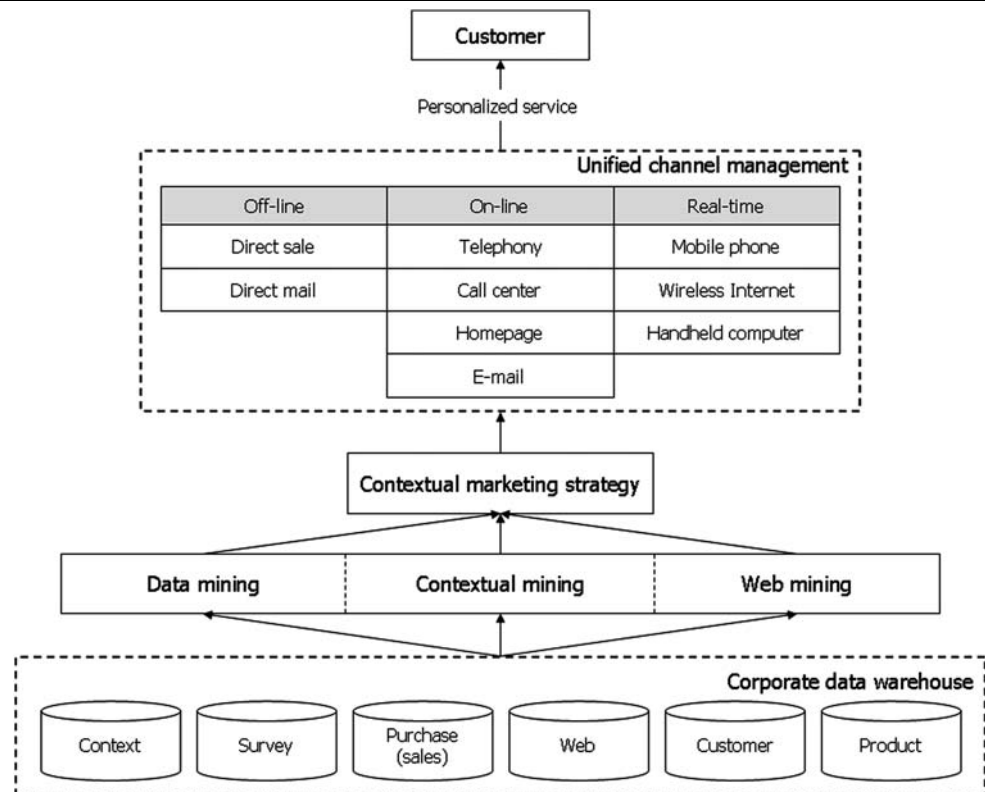 Customer
Personalized service
Unified channel management
Off-line On-line Real-time
Direct sale Telephony Mobile phone
Direct mail Call center Wireless Internet
Homepage Handheld computer
E-mail
Contextual marketing strategy
Data mining Contextual mining Web mining
Corporate data warehouse
Context Survey Purchase (sales) Web Customer Product